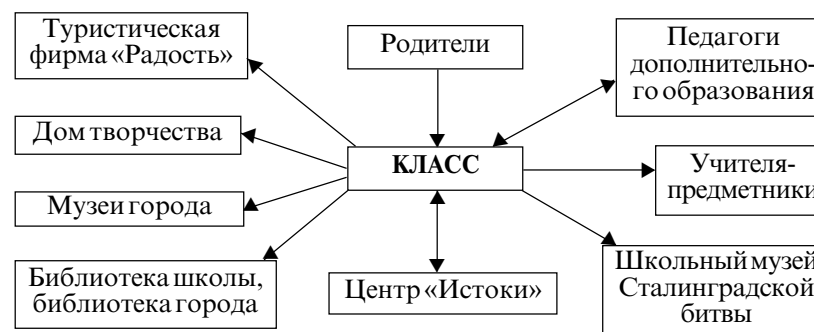 Туристическая
фирма «Радость»
Родители
Педагоги
дополнительно-
го образования
Дом творчества
КЛАСС
Учителя-
предметники
Музеи города
Библиотека школы,
библиотека города
Центр «Истоки»
Школьный музей
Сталинградской
битвы